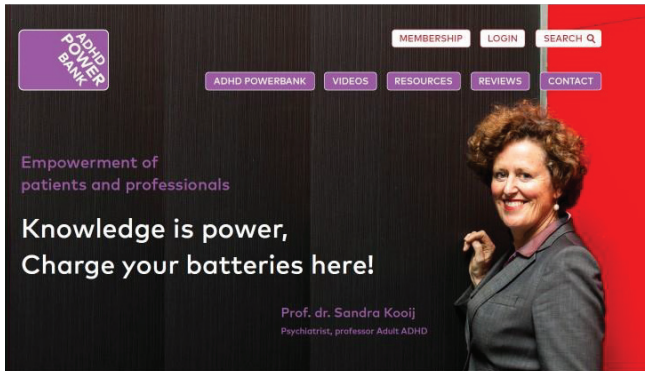 ADHD
POWER
BANK
MEMBERSHIP
LOGIN
SEARCH
ADHD POWERBANK
VIDEOS
RESOURCES
REVIEWS
CONTACT
Empowerment of
patients and professionals
Knowledge is power,
Charge your batteries here!
Prof. dr. Sandra Kooij
Psychiatrist, professor Adult ADHD